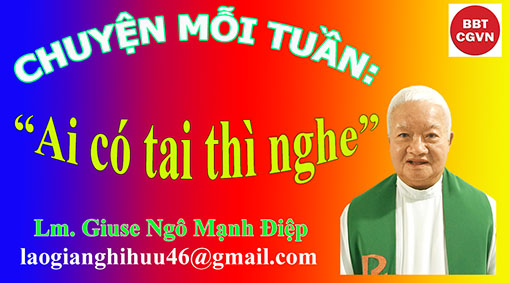 CHUYỆN MỖI TUẦN:
BBT
CGVN
“Ai có tai thì nghe”
Lm. Giuse Ngô Mạnh Điệp
laogianghihuu46@gmail.com